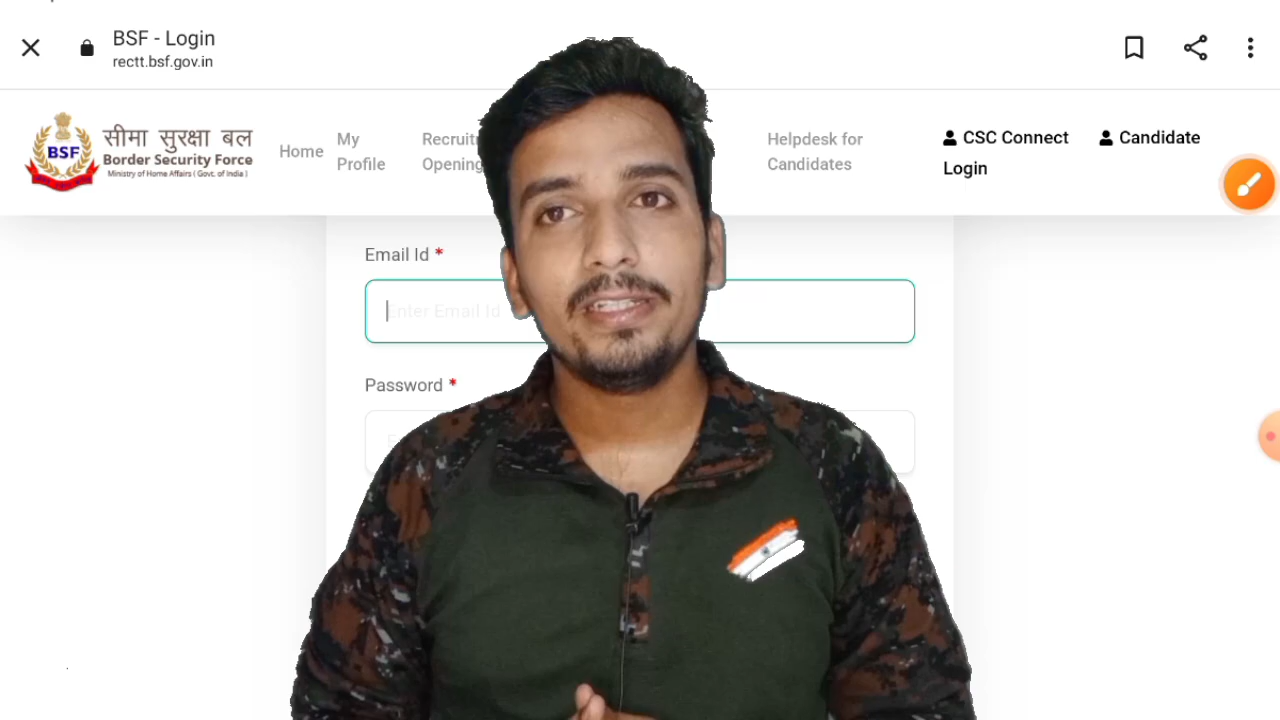 BSF - Login
rectt.bsf.gov.in
BSF
सीमा सुरक्षा बल
Border Security Force
Ministry of Home Affairs ( Govt. of India )
Home
My
Profile
Opening
Helpdesk for
Candidates
CSC Connect
Login
Candidate
Email Id *
Enter Email Id
Password *